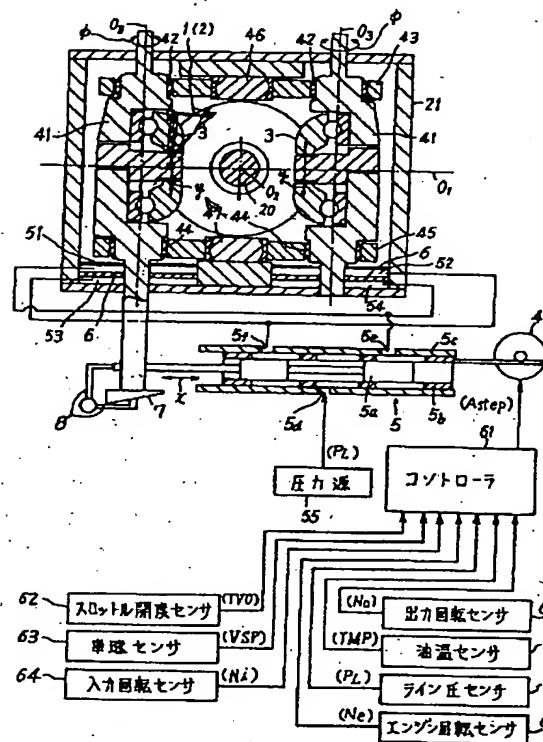 O₃ O₃
φ φ
42 1(2) 46 42 43
21
41 3 3 41
y y O₁
O₂
20
47 44
51 44 45
6 52
6
53 54
5f 5e 5c 4
(Astep)
8 7 5d 5a 5 5b
(PL) 61
圧力源 コントローラ
55
62 スロットル開度センサ (TVO)
(No) 出力回転センサ
63 車速センサ (VSP)
(TMP) 油温センサ
64 入力回転センサ (Ni)
(PL) ライン圧センサ
(Ne) エンジン回転センサ